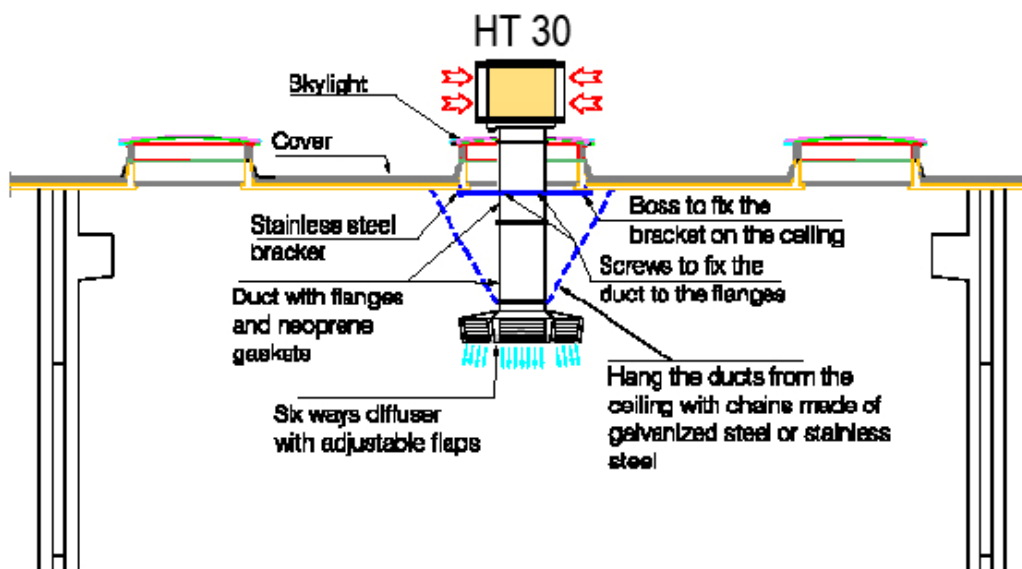 HT 30
Skylight
Cover
Stainless steel
bracket
Boss to fix the
bracket on the ceiling
Screws to fix the
duct to the flanges
Duct with flanges
and neoprene
gaskets
Hang the ducts from the
ceiling with chains made of
galvanized steel or stainless
steel
Six ways diffuser
with adjustable flaps